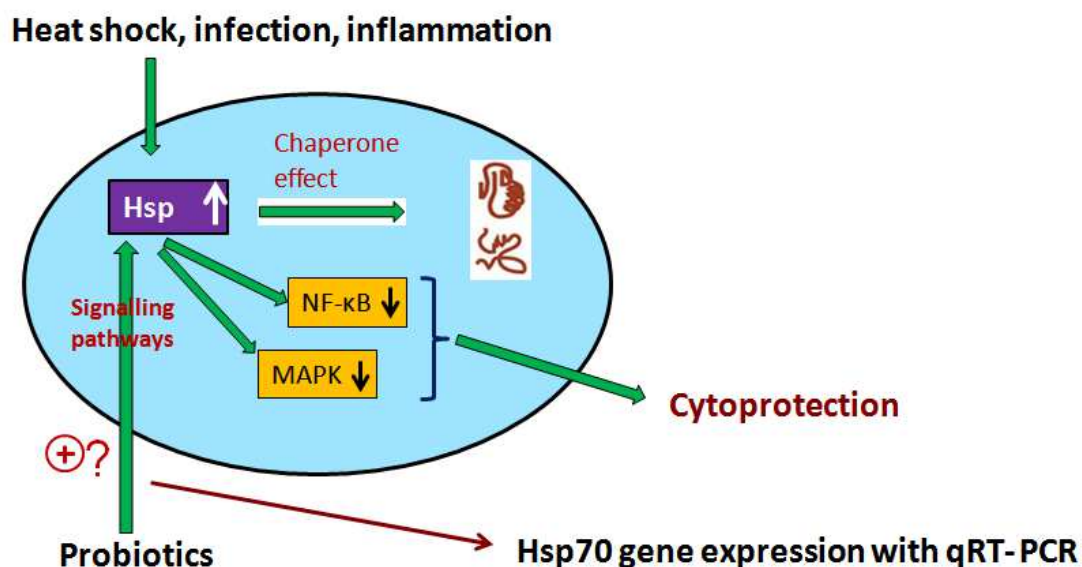 Heat shock, infection, inflammation
Chaperone
effect
Hsp
NF-κB
Signalling
pathways
MAPK
Cytoprotection
+?
Probiotics
Hsp70 gene expression with qRT-PCR